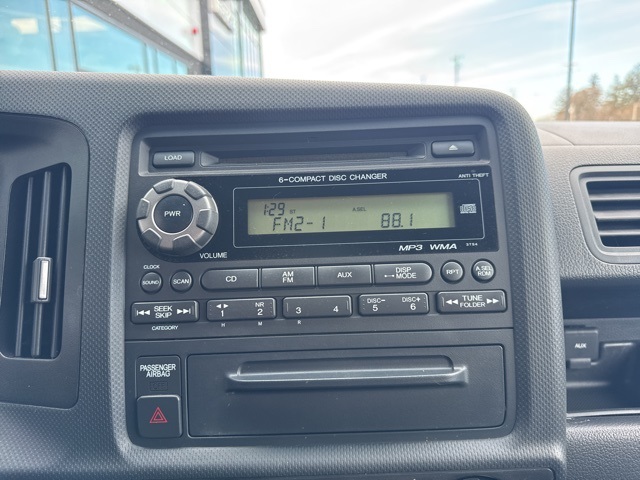 LOAD
6-COMPACT DISC CHANGER
ANTI THEFT
PWR
VOLUME
1:29
A.SEL
FM2-1 88.1
MP3 WMA
CLOCK
SOUND
SCAN
CD
AM
FM
AUX
DISP
MODE
RPT
A.SEL
RDM
SEEK
SKIP
CATEGORY
1
NR
2
3
4
DISC-
5
DISC+
6
TUNE
FOLDER
H
M
R
PASSENGER
AIRBAG
AUX